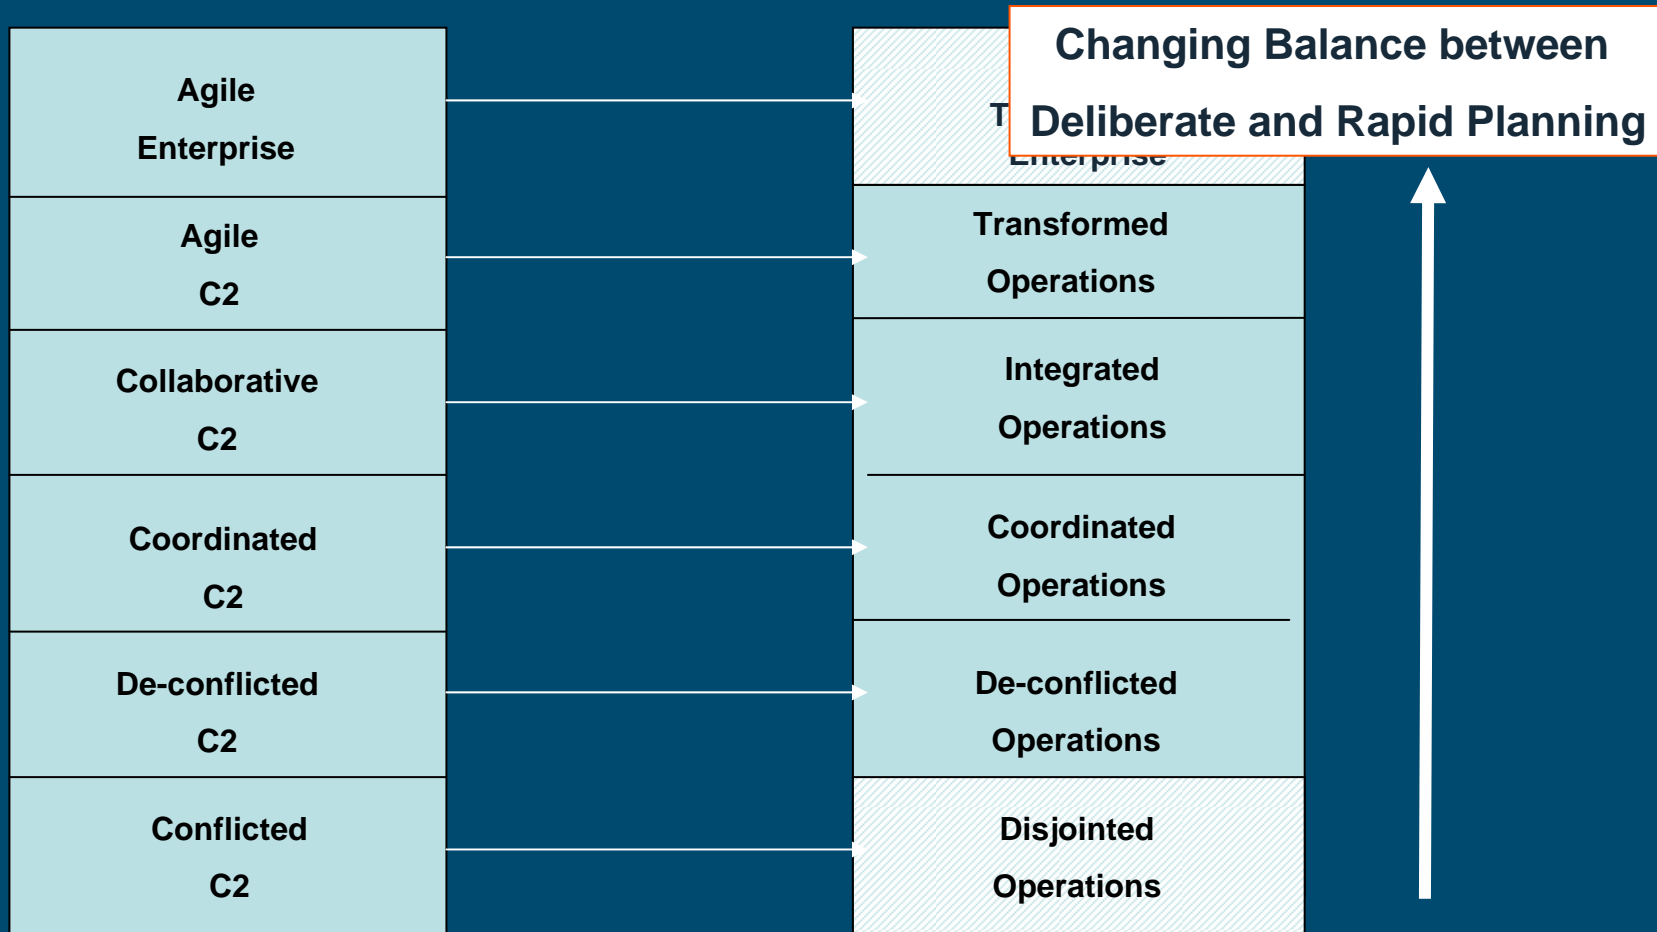 Agile
Enterprise
Agile
C2
Collaborative
C2
Coordinated
C2
De-conflicted
C2
Conflicted
C2
Enterprise
Transformed
Operations
Integrated
Operations
Coordinated
Operations
De-conflicted
Operations
Disjointed
Operations
Changing Balance between
Deliberate and Rapid Planning